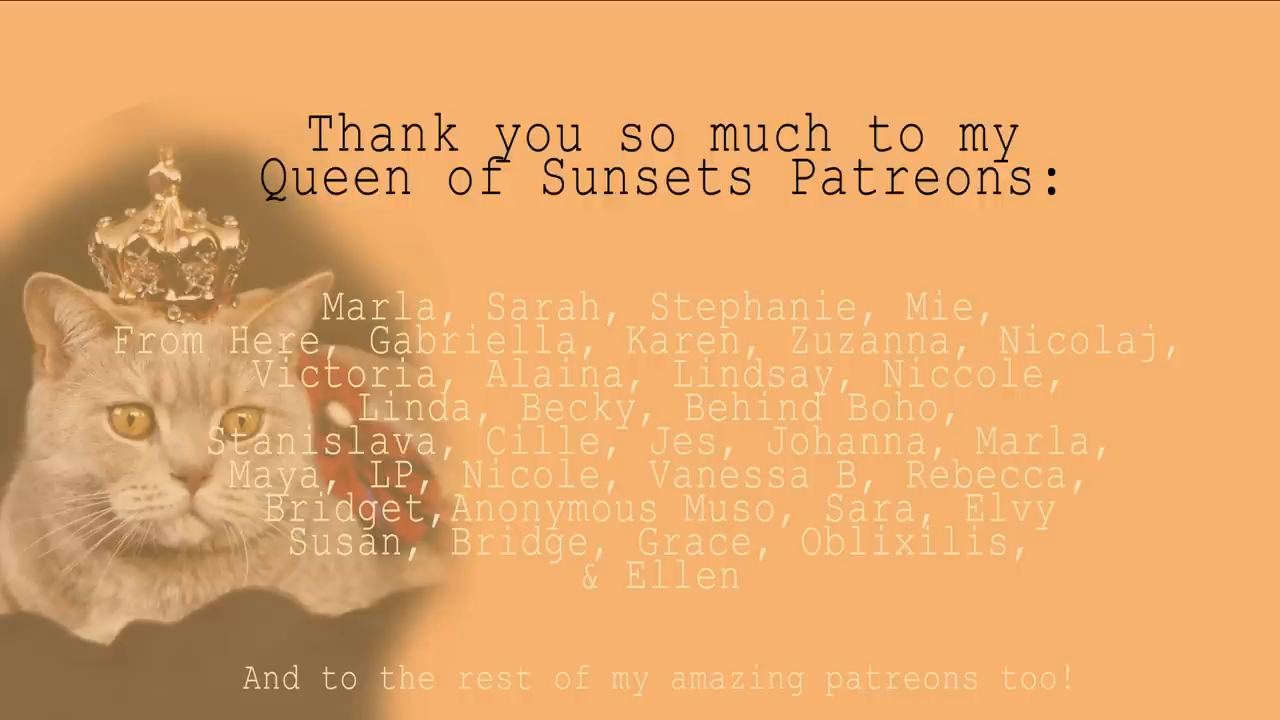 Thank you so much to my
Queen of Sunsets Patreons:
Marla, Sarah, Stephanie, Mie,
From Here, Gabriella, Karen, Zuzanna, Nicolaj,
Victoria, Alaina, Lindsay, Niccole,
Linda, Becky, Behind Boho,
Stanislava, Cille, Jes, Johanna, Marla,
Maya, LP, Nicole, Vanessa B, Rebecca,
Bridget,Anonymous Muso, Sara, Elvy
Susan, Bridge, Grace, Oblixilis,
& Ellen
And to the rest of my amazing patreons too!